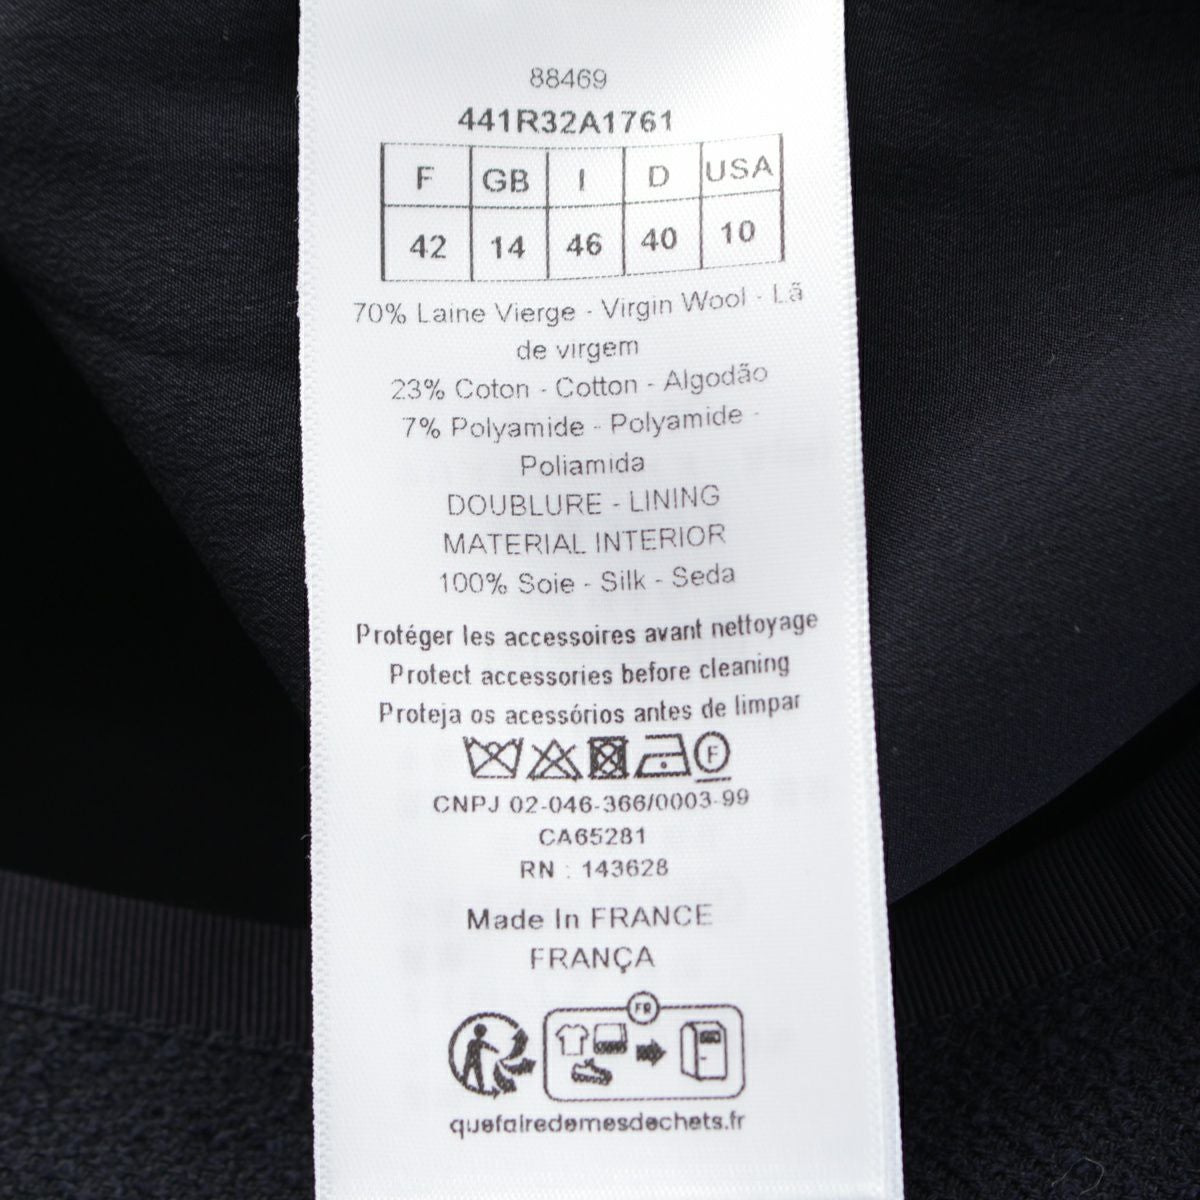 88469
441R32A1761
F GB I D USA
42 14 46 40 10
70% Laine Vierge - Virgin Wool - Lã
de virgem
23% Coton - Cotton - Algodão
7% Polyamide - Polyamide -
Poliamida
DOUBLURE - LINING
MATERIAL INTERIOR
100% Soie - Silk - Seda
Protéger les accessoires avant nettoyage
Protect accessories before cleaning
Proteja os acessórios antes de limpar
F
CNPJ 02-046-366/0003-99
CA65281
RN : 143628
Made In FRANCE
FRANÇA
FR
quefairedemesdechets.fr